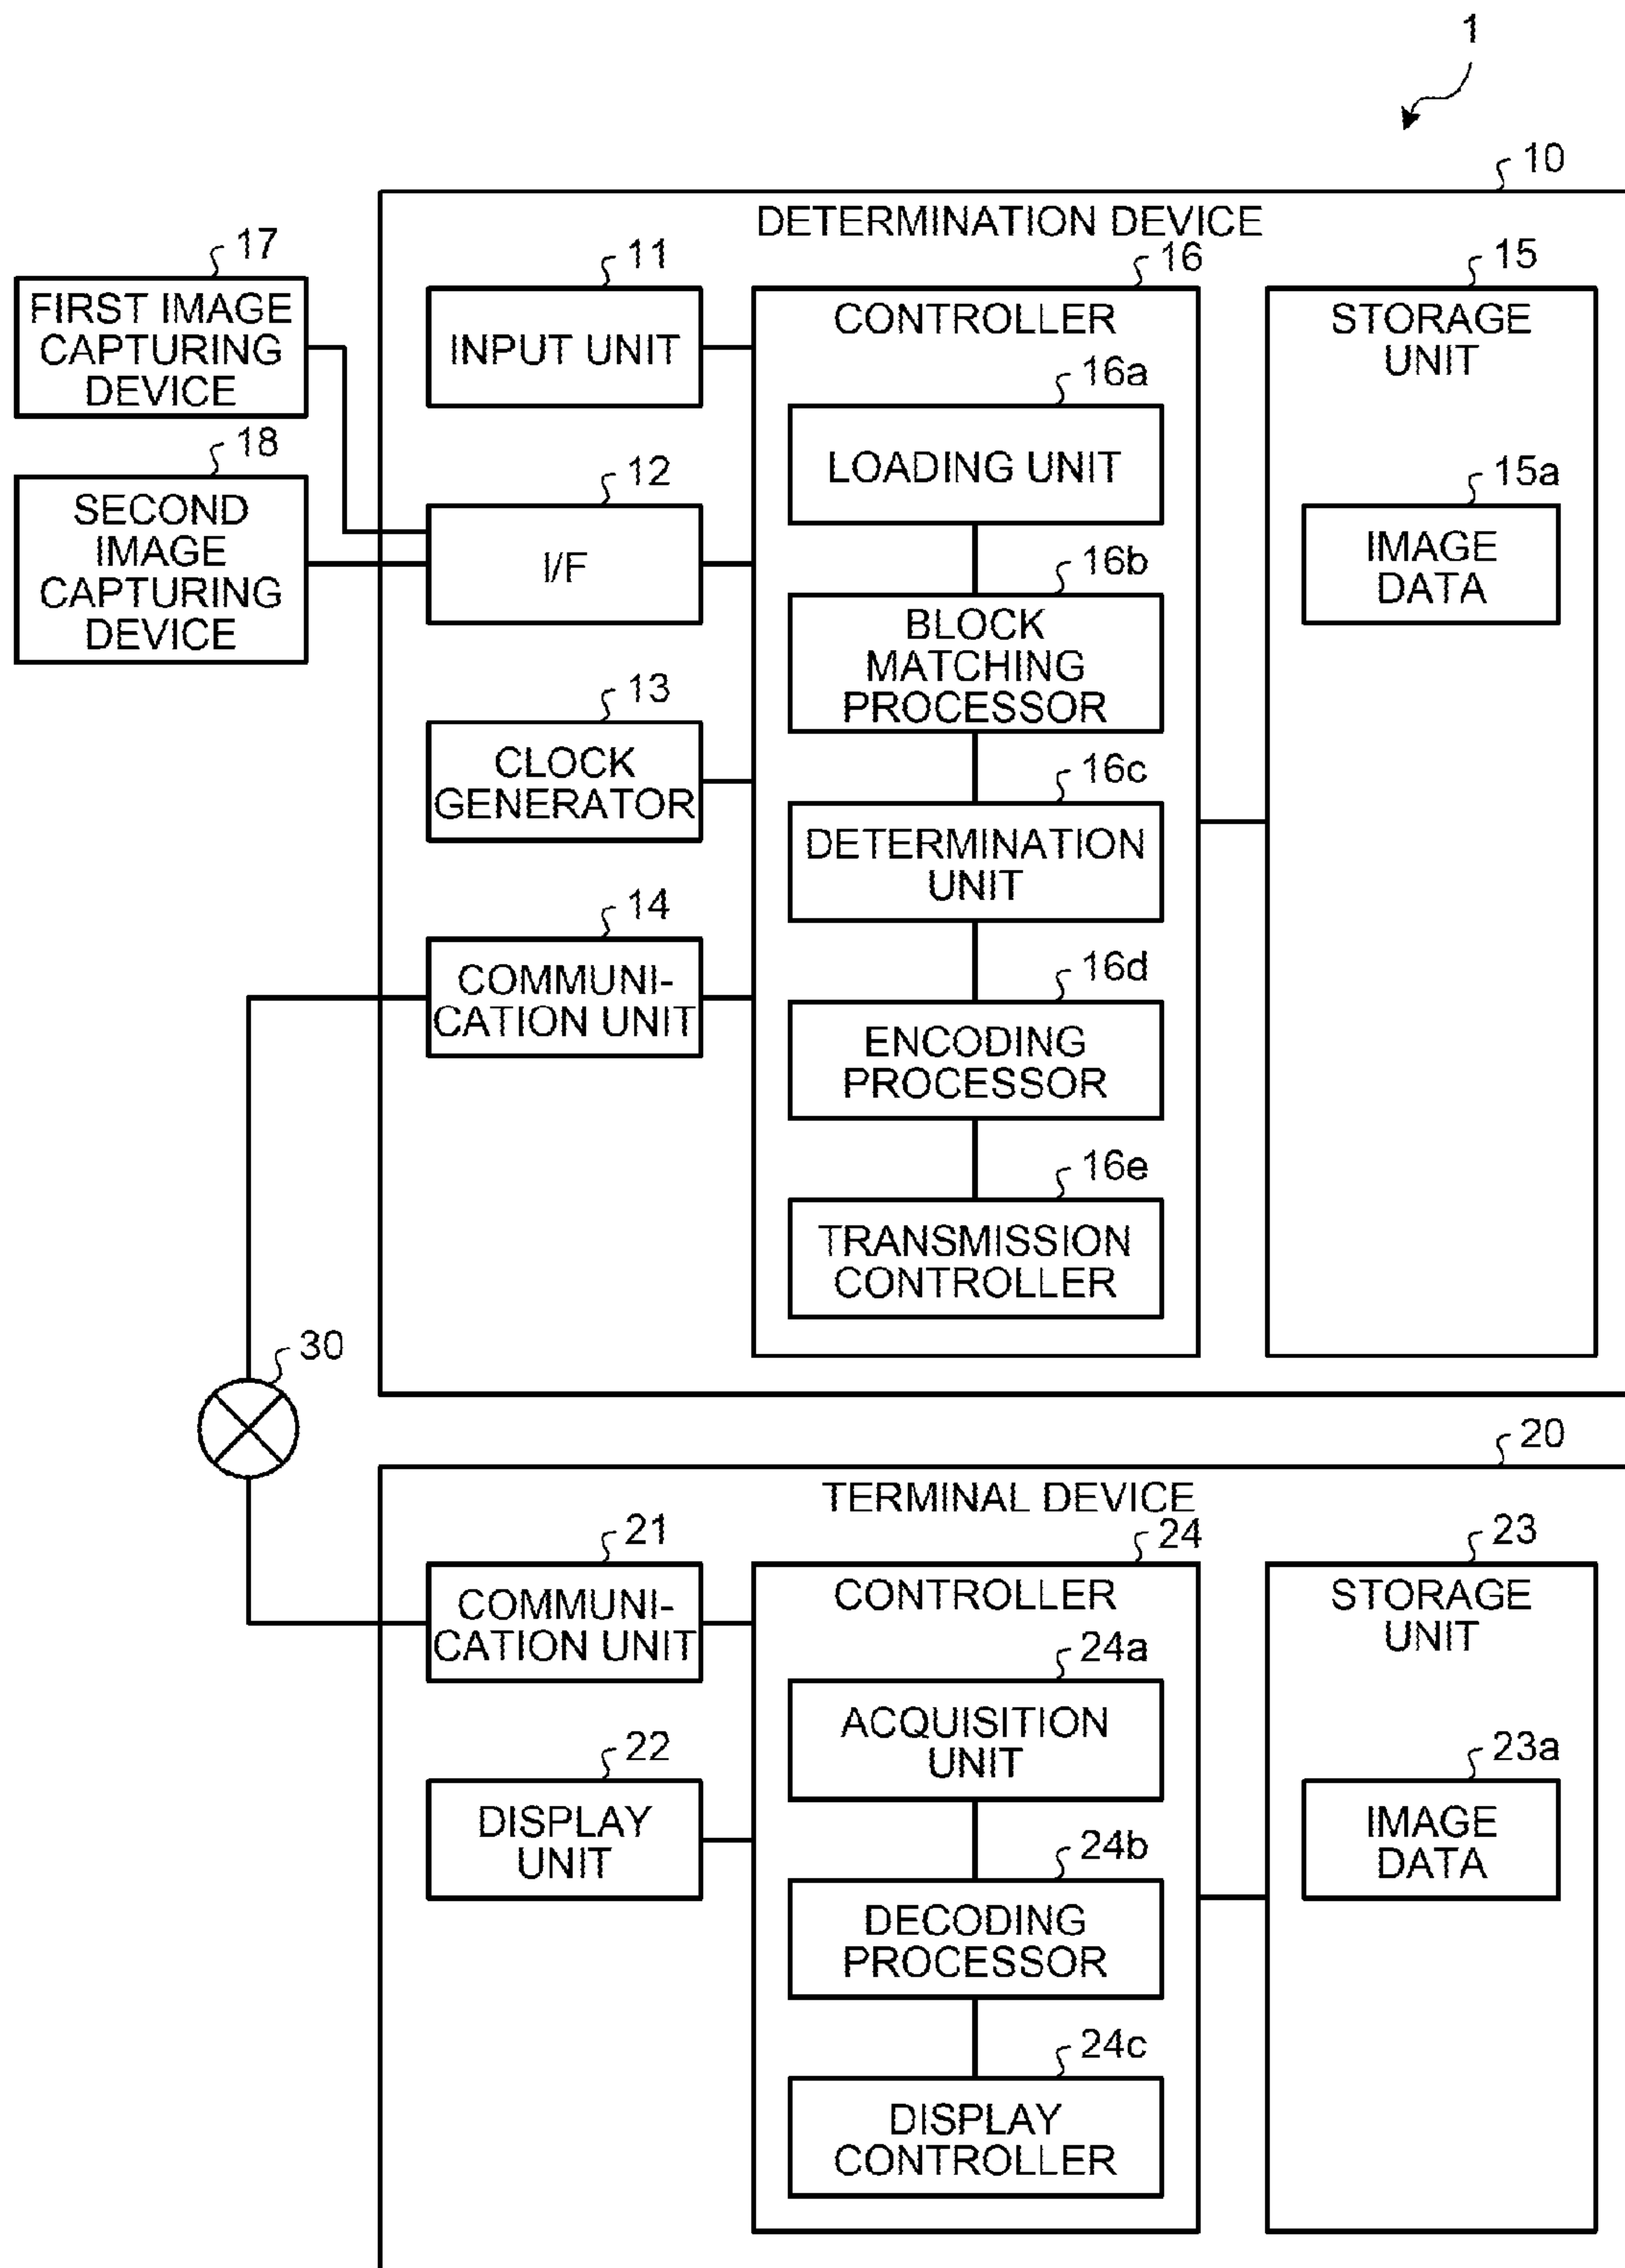 1
10
DETERMINATION DEVICE
17
FIRST IMAGE
CAPTURING
DEVICE
18
SECOND
IMAGE
CAPTURING
DEVICE
11
INPUT UNIT
12
I/F
13
CLOCK
GENERATOR
14
COMMUNI-
CATION UNIT
16
CONTROLLER
16a
LOADING UNIT
16b
BLOCK
MATCHING
PROCESSOR
16c
DETERMINATION
UNIT
16d
ENCODING
PROCESSOR
16e
TRANSMISSION
CONTROLLER
15
STORAGE
UNIT
15a
IMAGE
DATA
30
20
TERMINAL DEVICE
21
COMMUNI-
CATION UNIT
22
DISPLAY
UNIT
24
CONTROLLER
24a
ACQUISITION
UNIT
24b
DECODING
PROCESSOR
24c
DISPLAY
CONTROLLER
23
STORAGE
UNIT
23a
IMAGE
DATA